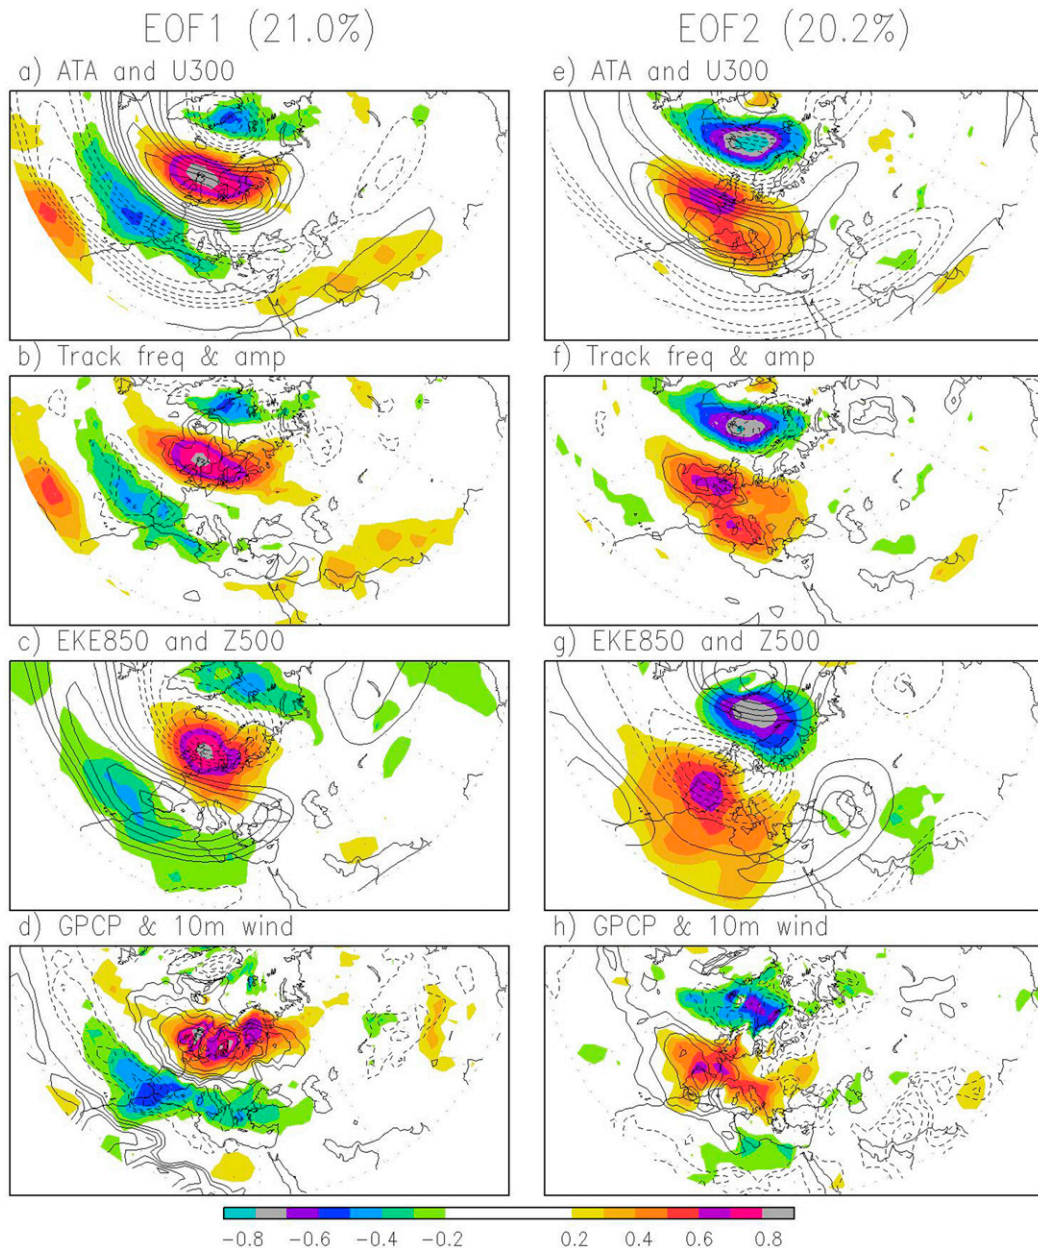 EOF1 (21.0%)
EOF2 (20.2%)
a) ATA and U300
e) ATA and U300
b) Track freq & amp
f) Track freq & amp
c) EKE850 and Z500
g) EKE850 and Z500
d) GPCP & 10m wind
h) GPCP & 10m wind
-0.8 -0.6 -0.4 -0.2 0.2 0.4 0.6 0.8